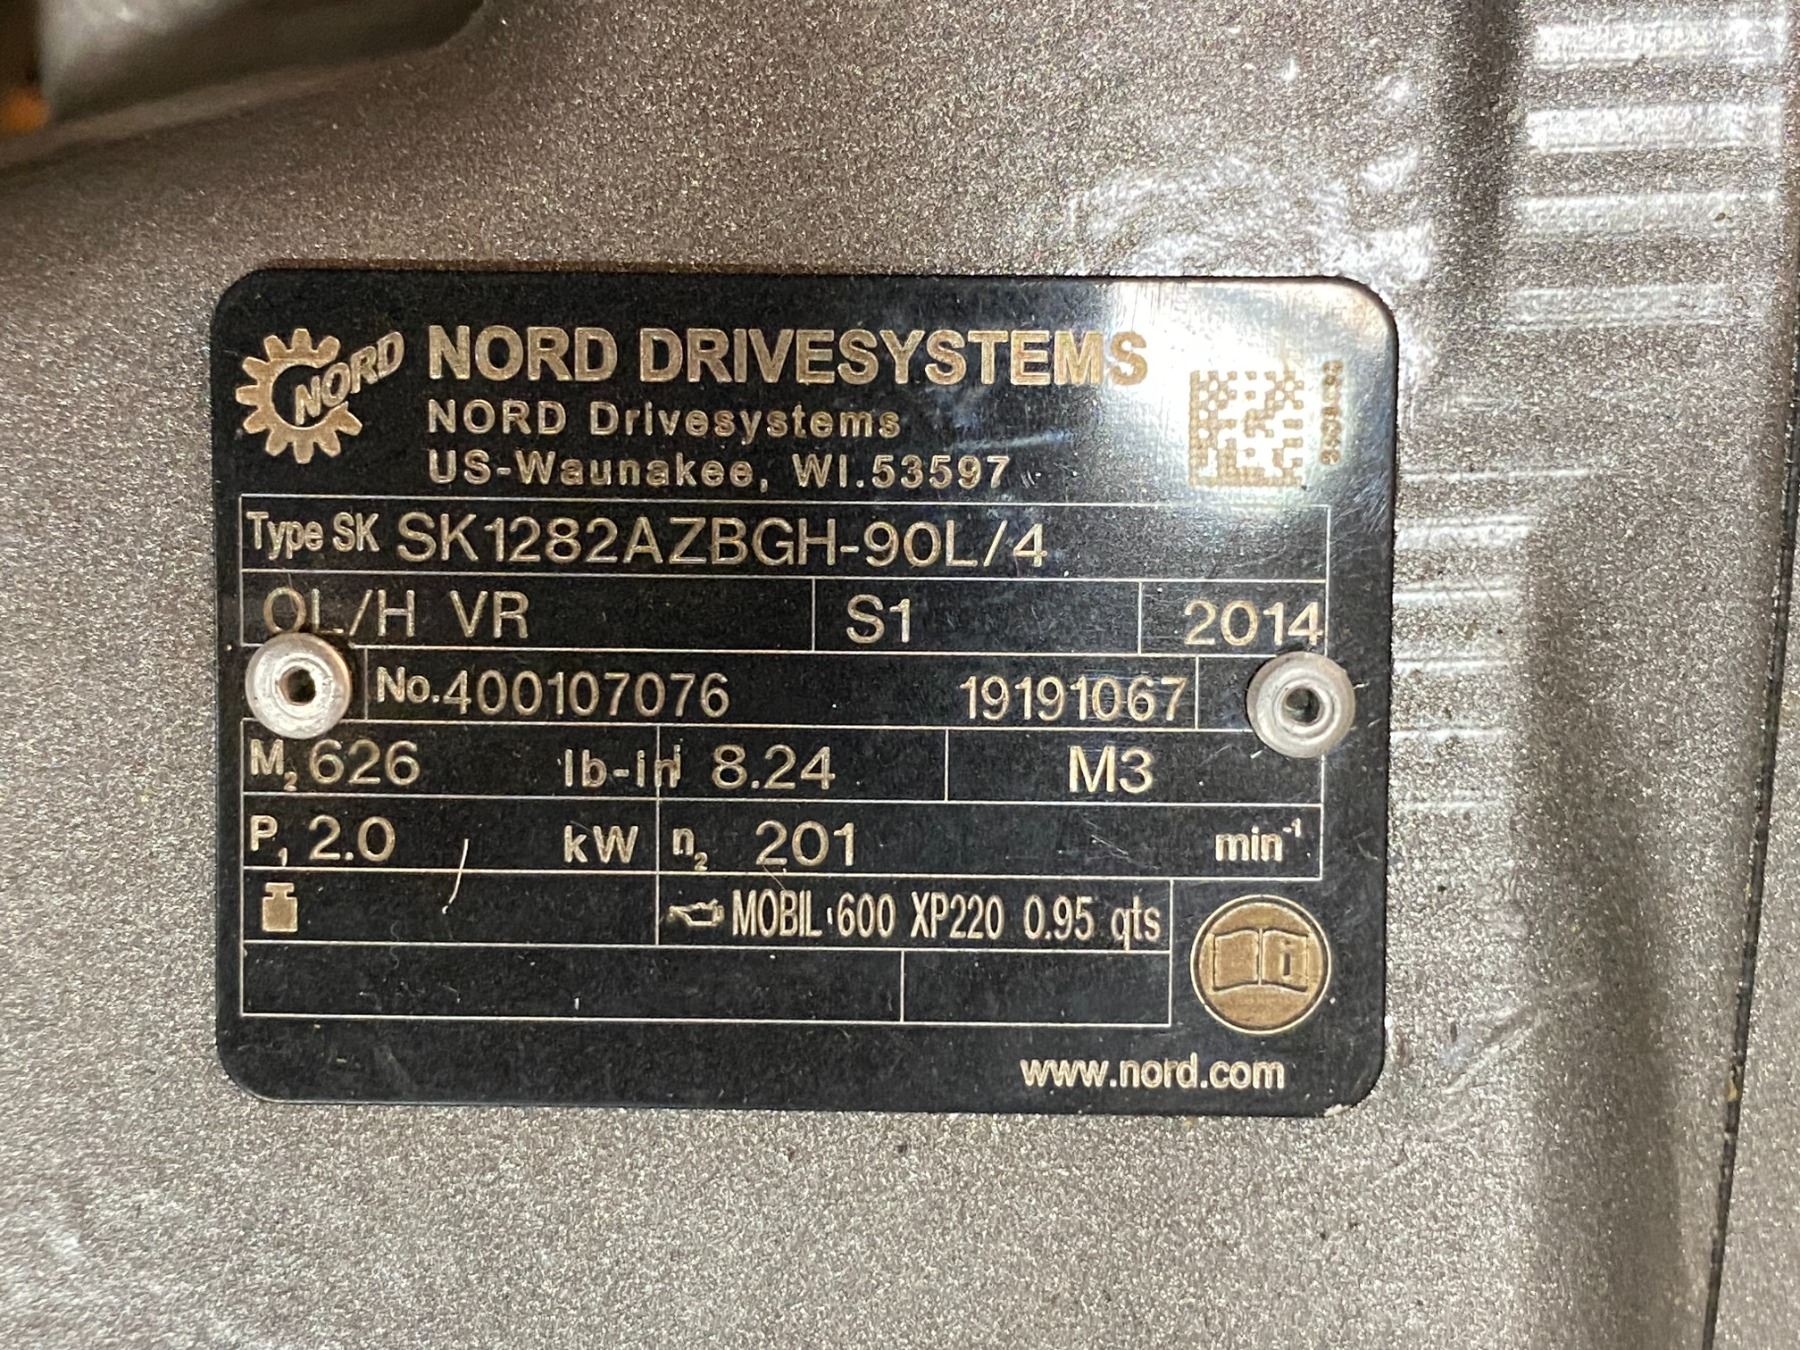 NORD
NORD DRIVESYSTEMS
NORD Drivesystems
US-Waunakee, WI.53597
Type SK SK1282AZBGH-90L/4
OL/H VR S1 2014
No.400107076 19191067
M2 626 lb-in i 8.24 M3
P1 2.0 kW n2 201 min-1
MOBIL 600 XP220 0.95 qts
i
www.nord.com